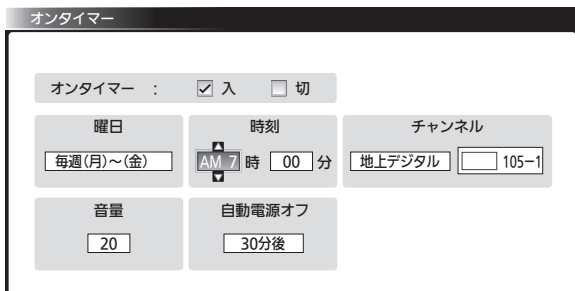 オンタイマー
オンタイマー : 入 切
曜日 時刻 チャンネル
毎週(月)~(金) AM 7 時 00 分 地上デジタル 105-1
音量 自動電源オフ
20 30分後